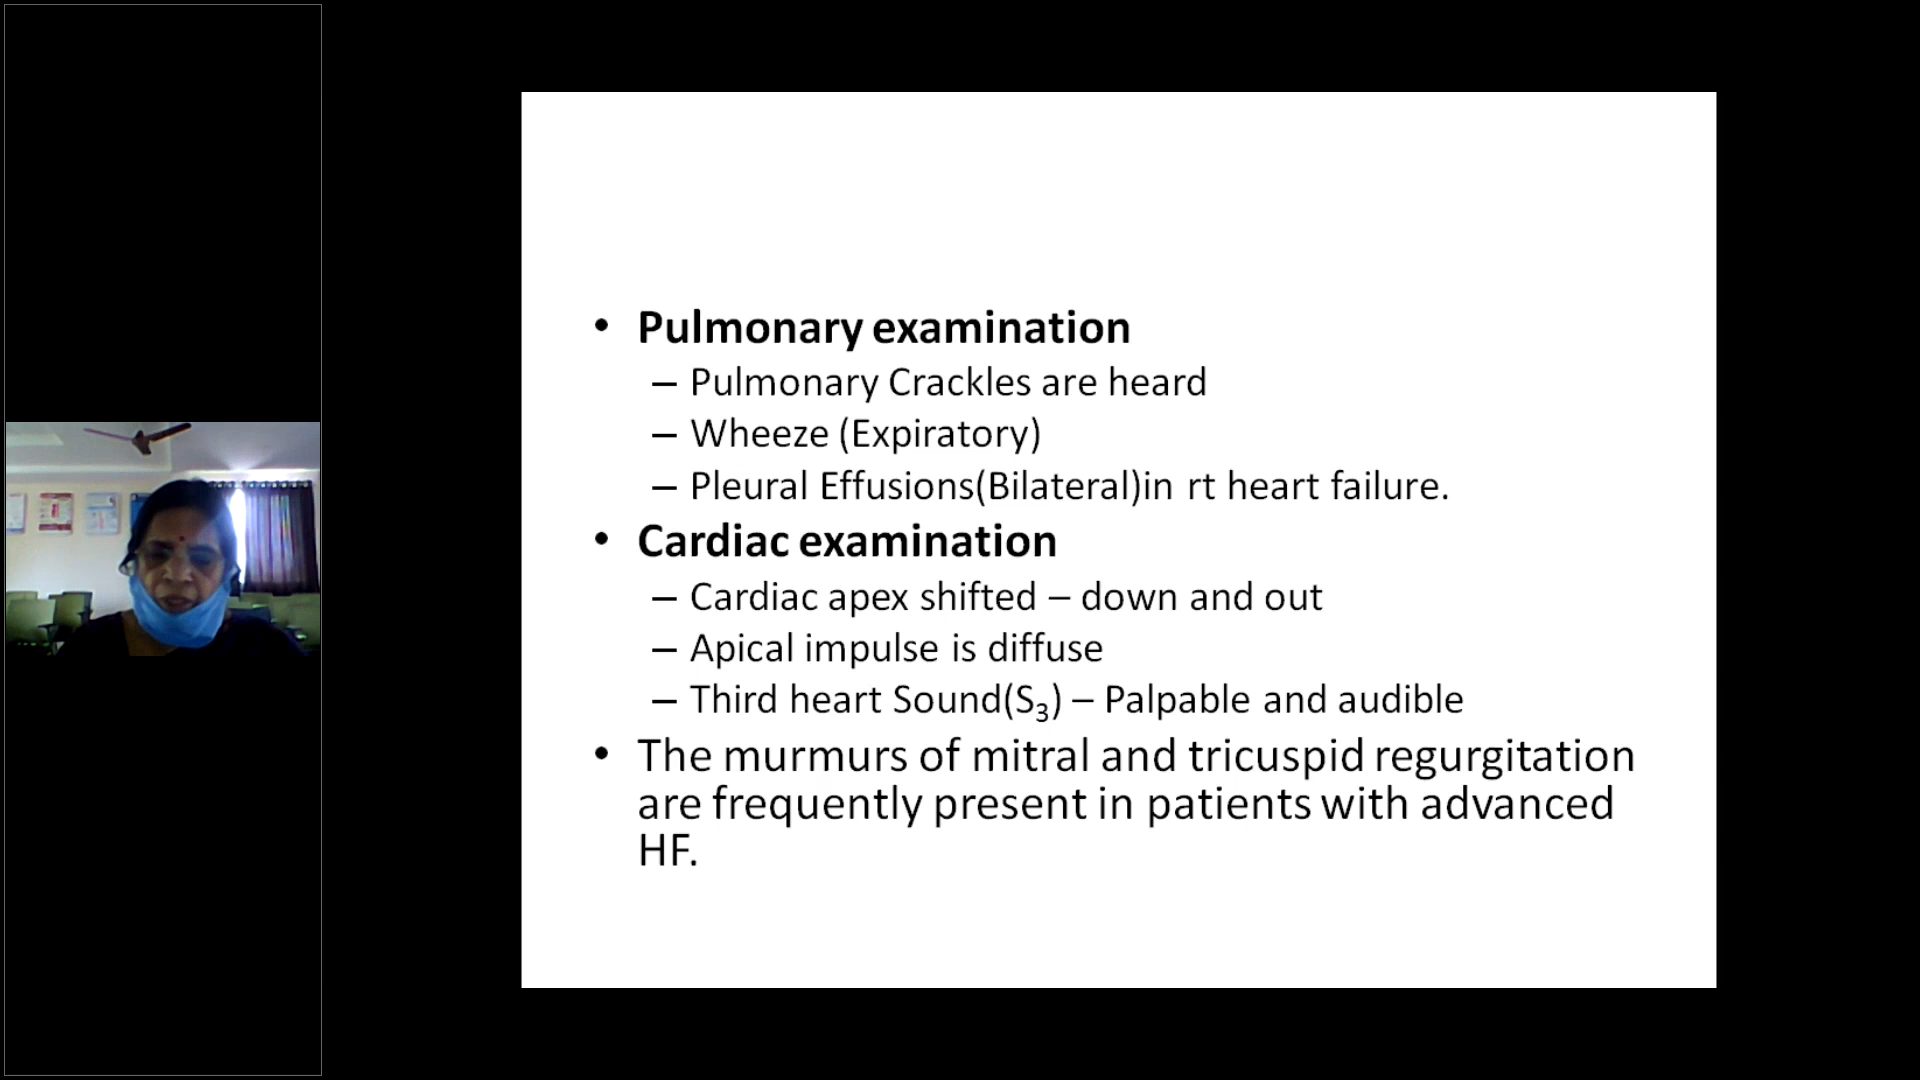 • Pulmonary examination
– Pulmonary Crackles are heard
– Wheeze (Expiratory)
– Pleural Effusions(Bilateral)in rt heart failure.
• Cardiac examination
– Cardiac apex shifted – down and out
– Apical impulse is diffuse
– Third heart Sound(S₃) – Palpable and audible
• The murmurs of mitral and tricuspid regurgitation
are frequently present in patients with advanced
HF.